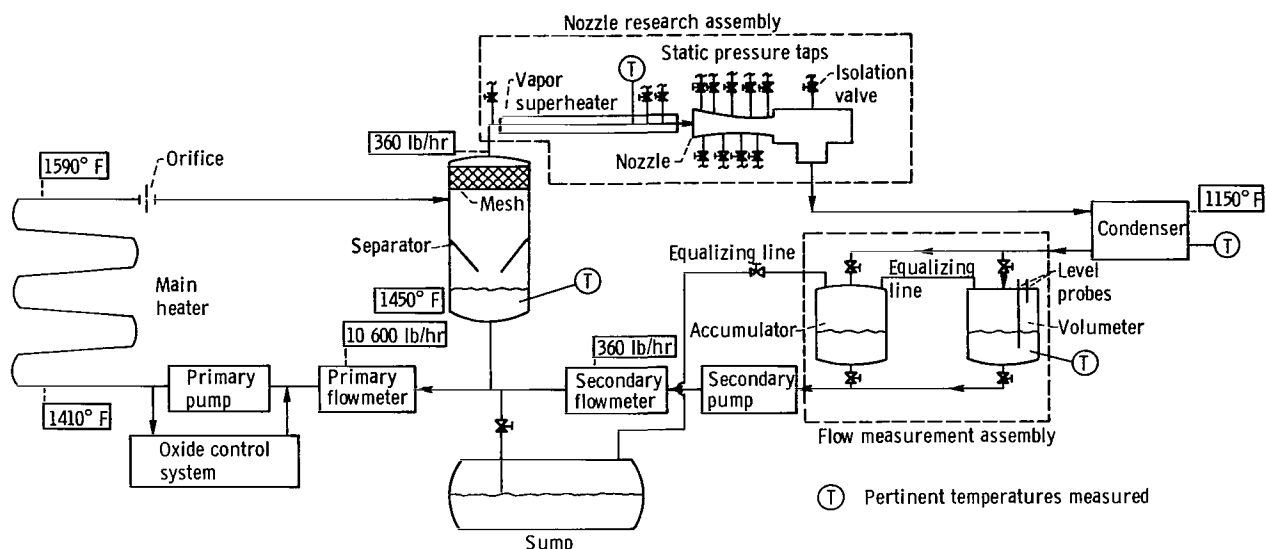 Nozzle research assembly
Static pressure taps
T
Vapor
superheater
Isolation
valve
360 lb/hr
Nozzle
1590° F
Orifice
Mesh
1150° F
Condenser
T
Separator
Equalizing line
Equalizing
line
Level
probes
Main
heater
1450° F
T
Accumulator
Volumeter
T
10 600 lb/hr
360 lb/hr
Primary
pump
Primary
flowmeter
Secondary
flowmeter
Secondary
pump
1410° F
Flow measurement assembly
Oxide control
system
T Pertinent temperatures measured
Sump